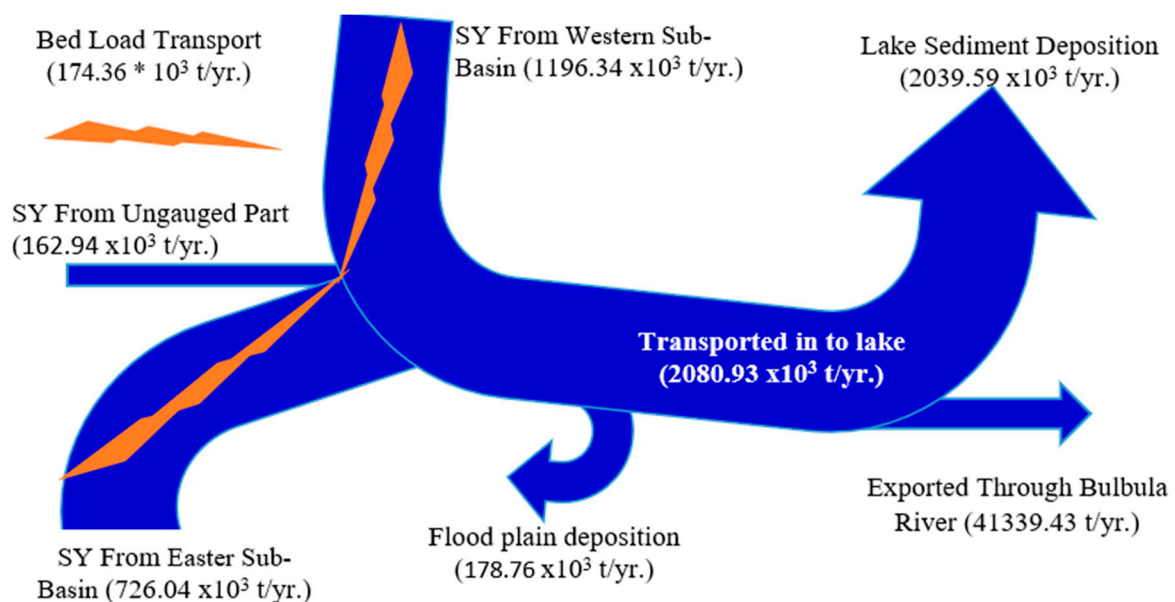 Bed Load Transport
(174.36 * 10³ t/yr.)
SY From Western Sub-
Basin (1196.34 x10³ t/yr.)
Lake Sediment Deposition
(2039.59 x10³ t/yr.)
SY From Ungauged Part
(162.94 x10³ t/yr.)
Transported in to lake
(2080.93 x10³ t/yr.)
Exported Through Bulbula
River (41339.43 t/yr.)
Flood plain deposition
(178.76 x10³ t/yr.)
SY From Easter Sub-
Basin (726.04 x10³ t/yr.)